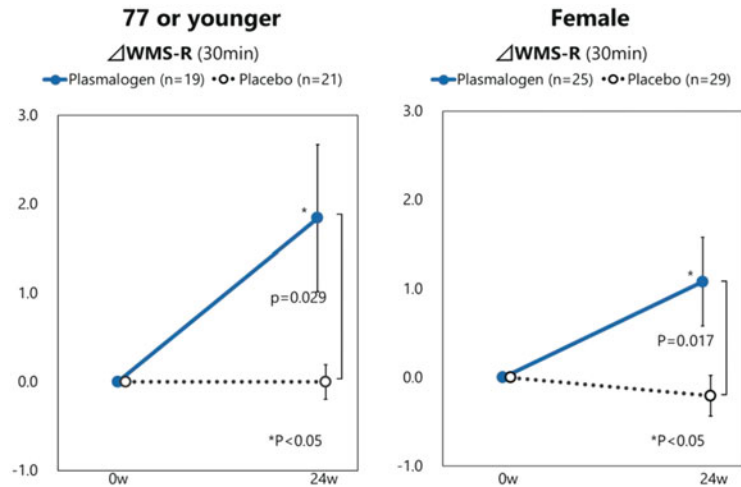 77 or younger
⊿WMS-R (30min)
Plasmalogen (n=19) Placebo (n=21)
3.0
2.0
1.0
0.0
-1.0
*
p=0.029
*P<0.05
0w 24w
Female
⊿WMS-R (30min)
Plasmalogen (n=25) Placebo (n=29)
3.0
2.0
1.0
0.0
-1.0
*
P=0.017
*P<0.05
0w 24w